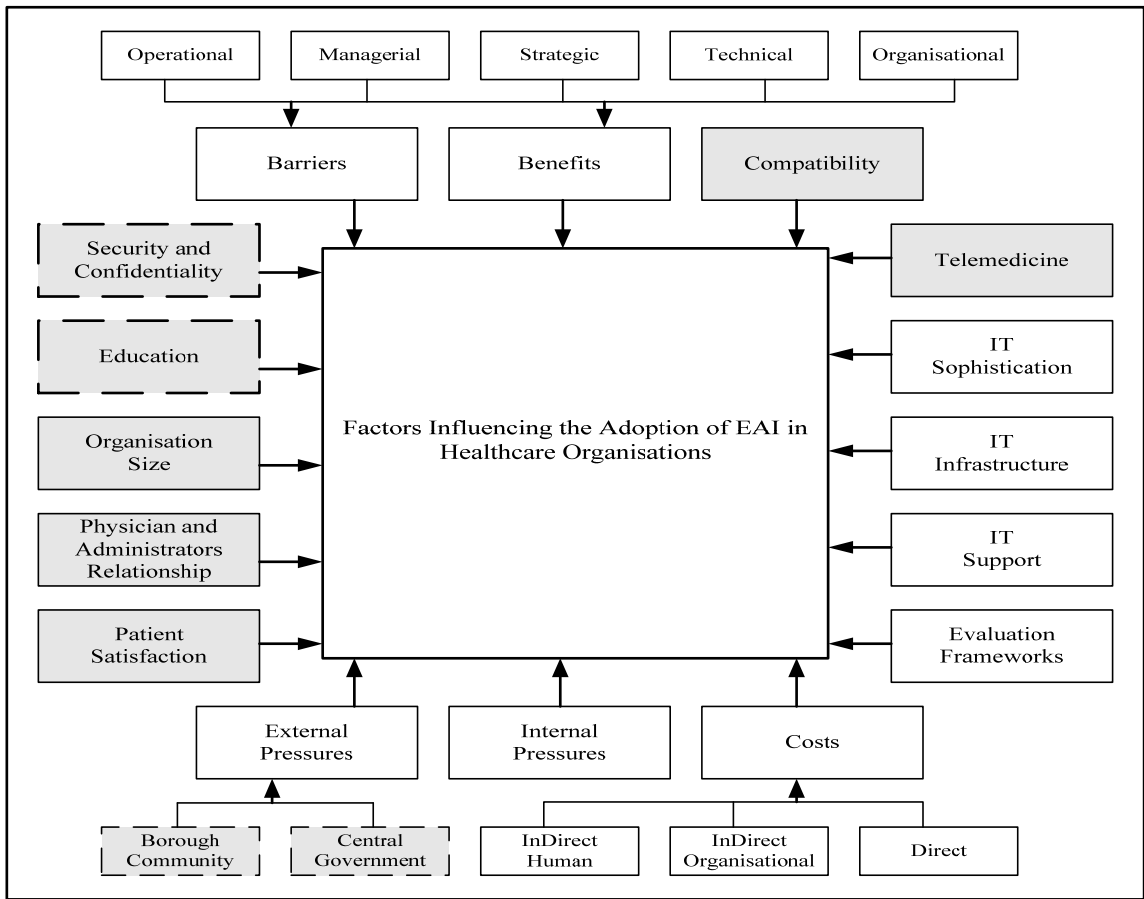 Operational
Managerial
Strategic
Technical
Organisational
Barriers
Benefits
Compatibility
Security and
Confidentiality
Telemedicine
Education
IT
Sophistication
Factors Influencing the Adoption of EAI in
Healthcare Organisations
Organisation
Size
IT
Infrastructure
Physician and
Administrators
Relationship
IT
Support
Patient
Satisfaction
Evaluation
Frameworks
External
Pressures
Internal
Pressures
Costs
Borough
Community
Central
Government
InDirect
Human
InDirect
Organisational
Direct